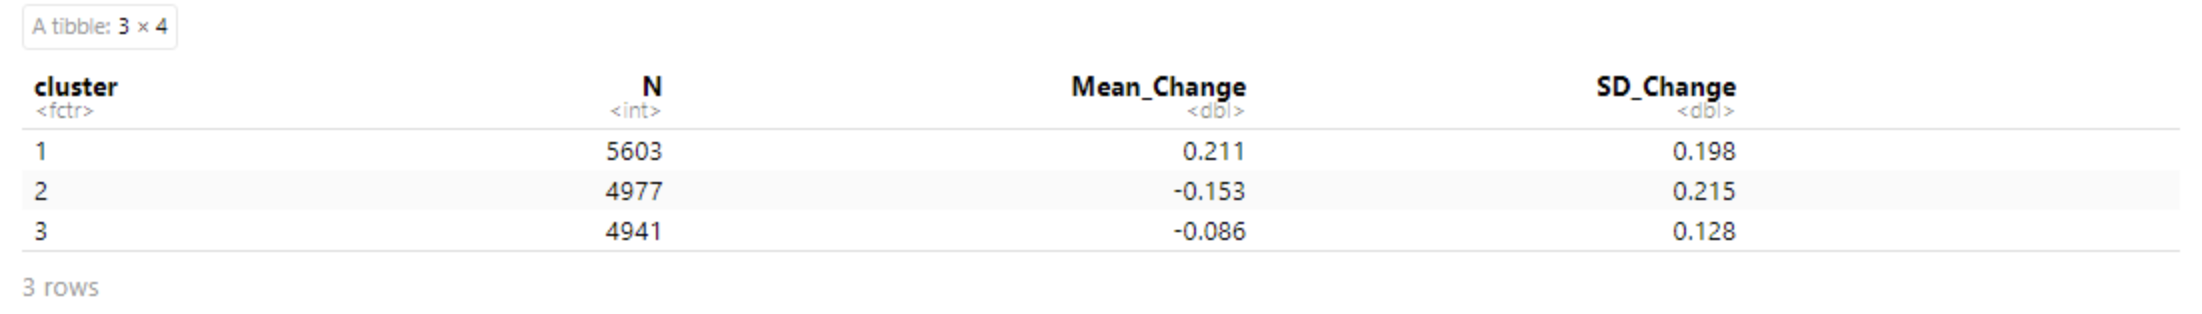 A tibble: 3 × 4
cluster N Mean_Change SD_Change
<fctr> <int> <dbl> <dbl>
1 5603 0.211 0.198
2 4977 -0.153 0.215
3 4941 -0.086 0.128
3 rows